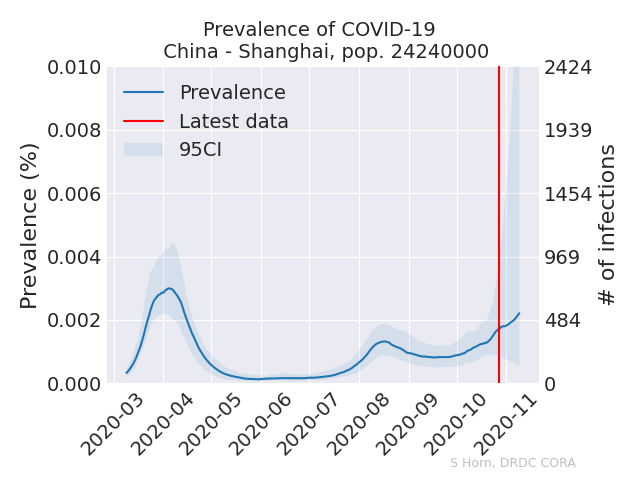 Prevalence of COVID-19
China - Shanghai, pop. 24240000
0.010
0.008
0.006
0.004
0.002
0.000
Prevalence (%)
Prevalence
Latest data
95CI
2424
1939
1454
969
484
0
# of infections
2020-03
2020-04
2020-05
2020-06
2020-07
2020-08
2020-09
2020-10
2020-11
S Horn, DRDC CORA